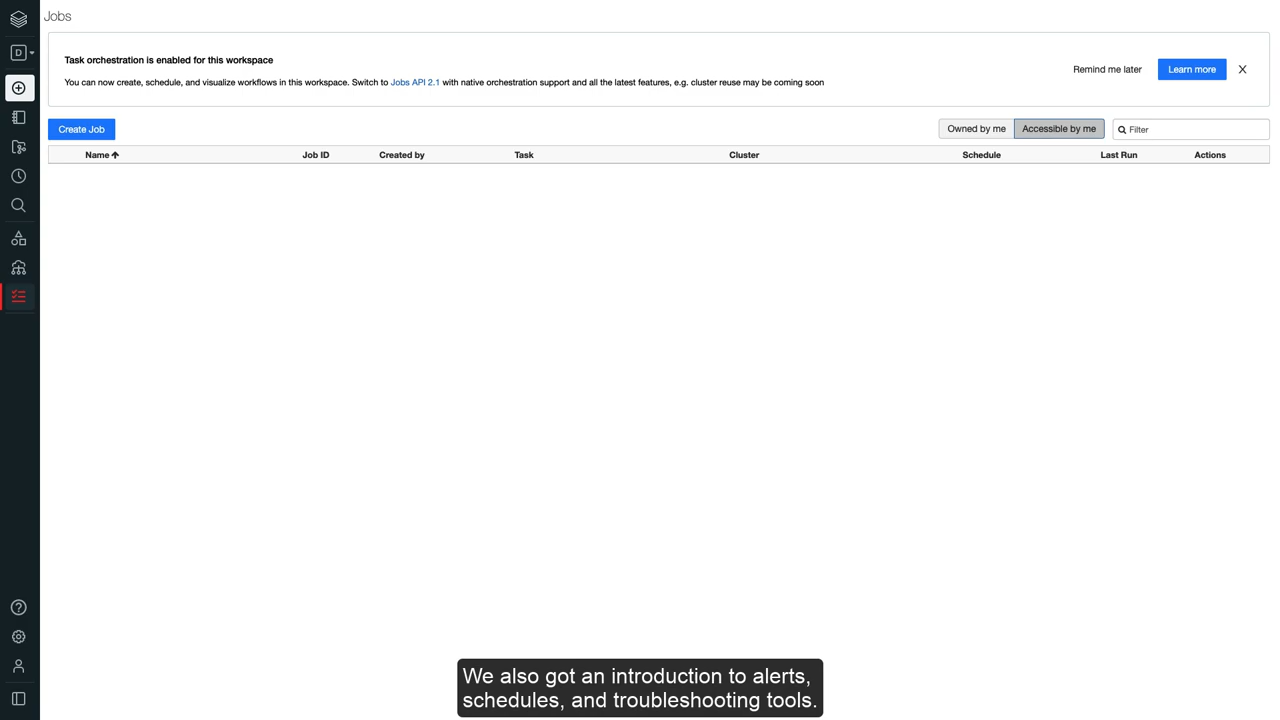 Jobs
D
Task orchestration is enabled for this workspace
You can now create, schedule, and visualize workflows in this workspace. Switch to Jobs API 2.1 with native orchestration support and all the latest features, e.g. cluster reuse may be coming soon
Remind me later
Learn more
X
Create Job
Owned by me
Accessible by me
Filter
Name Job ID Created by Task Cluster Schedule Last Run Actions
We also got an introduction to alerts,
schedules, and troubleshooting tools.